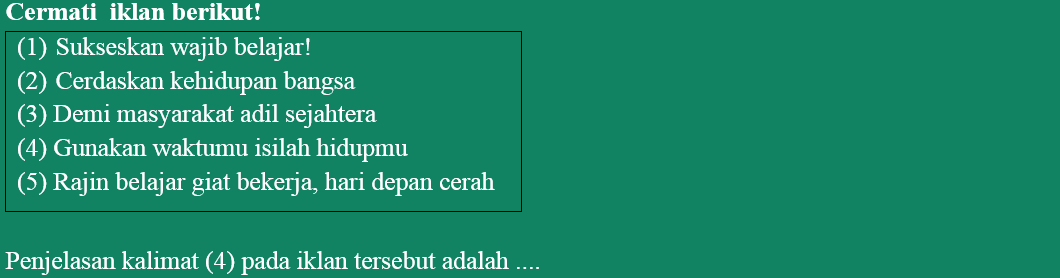 Cermati iklan berikut!
(1) Sukseskan wajib belajar!
(2) Cerdaskan kehidupan bangsa
(3) Demi masyarakat adil sejahtera
(4) Gunakan waktumu isilah hidupmu
(5) Rajin belajar giat bekerja, hari depan cerah
Penjelasan kalimat (4) pada iklan tersebut adalah ....